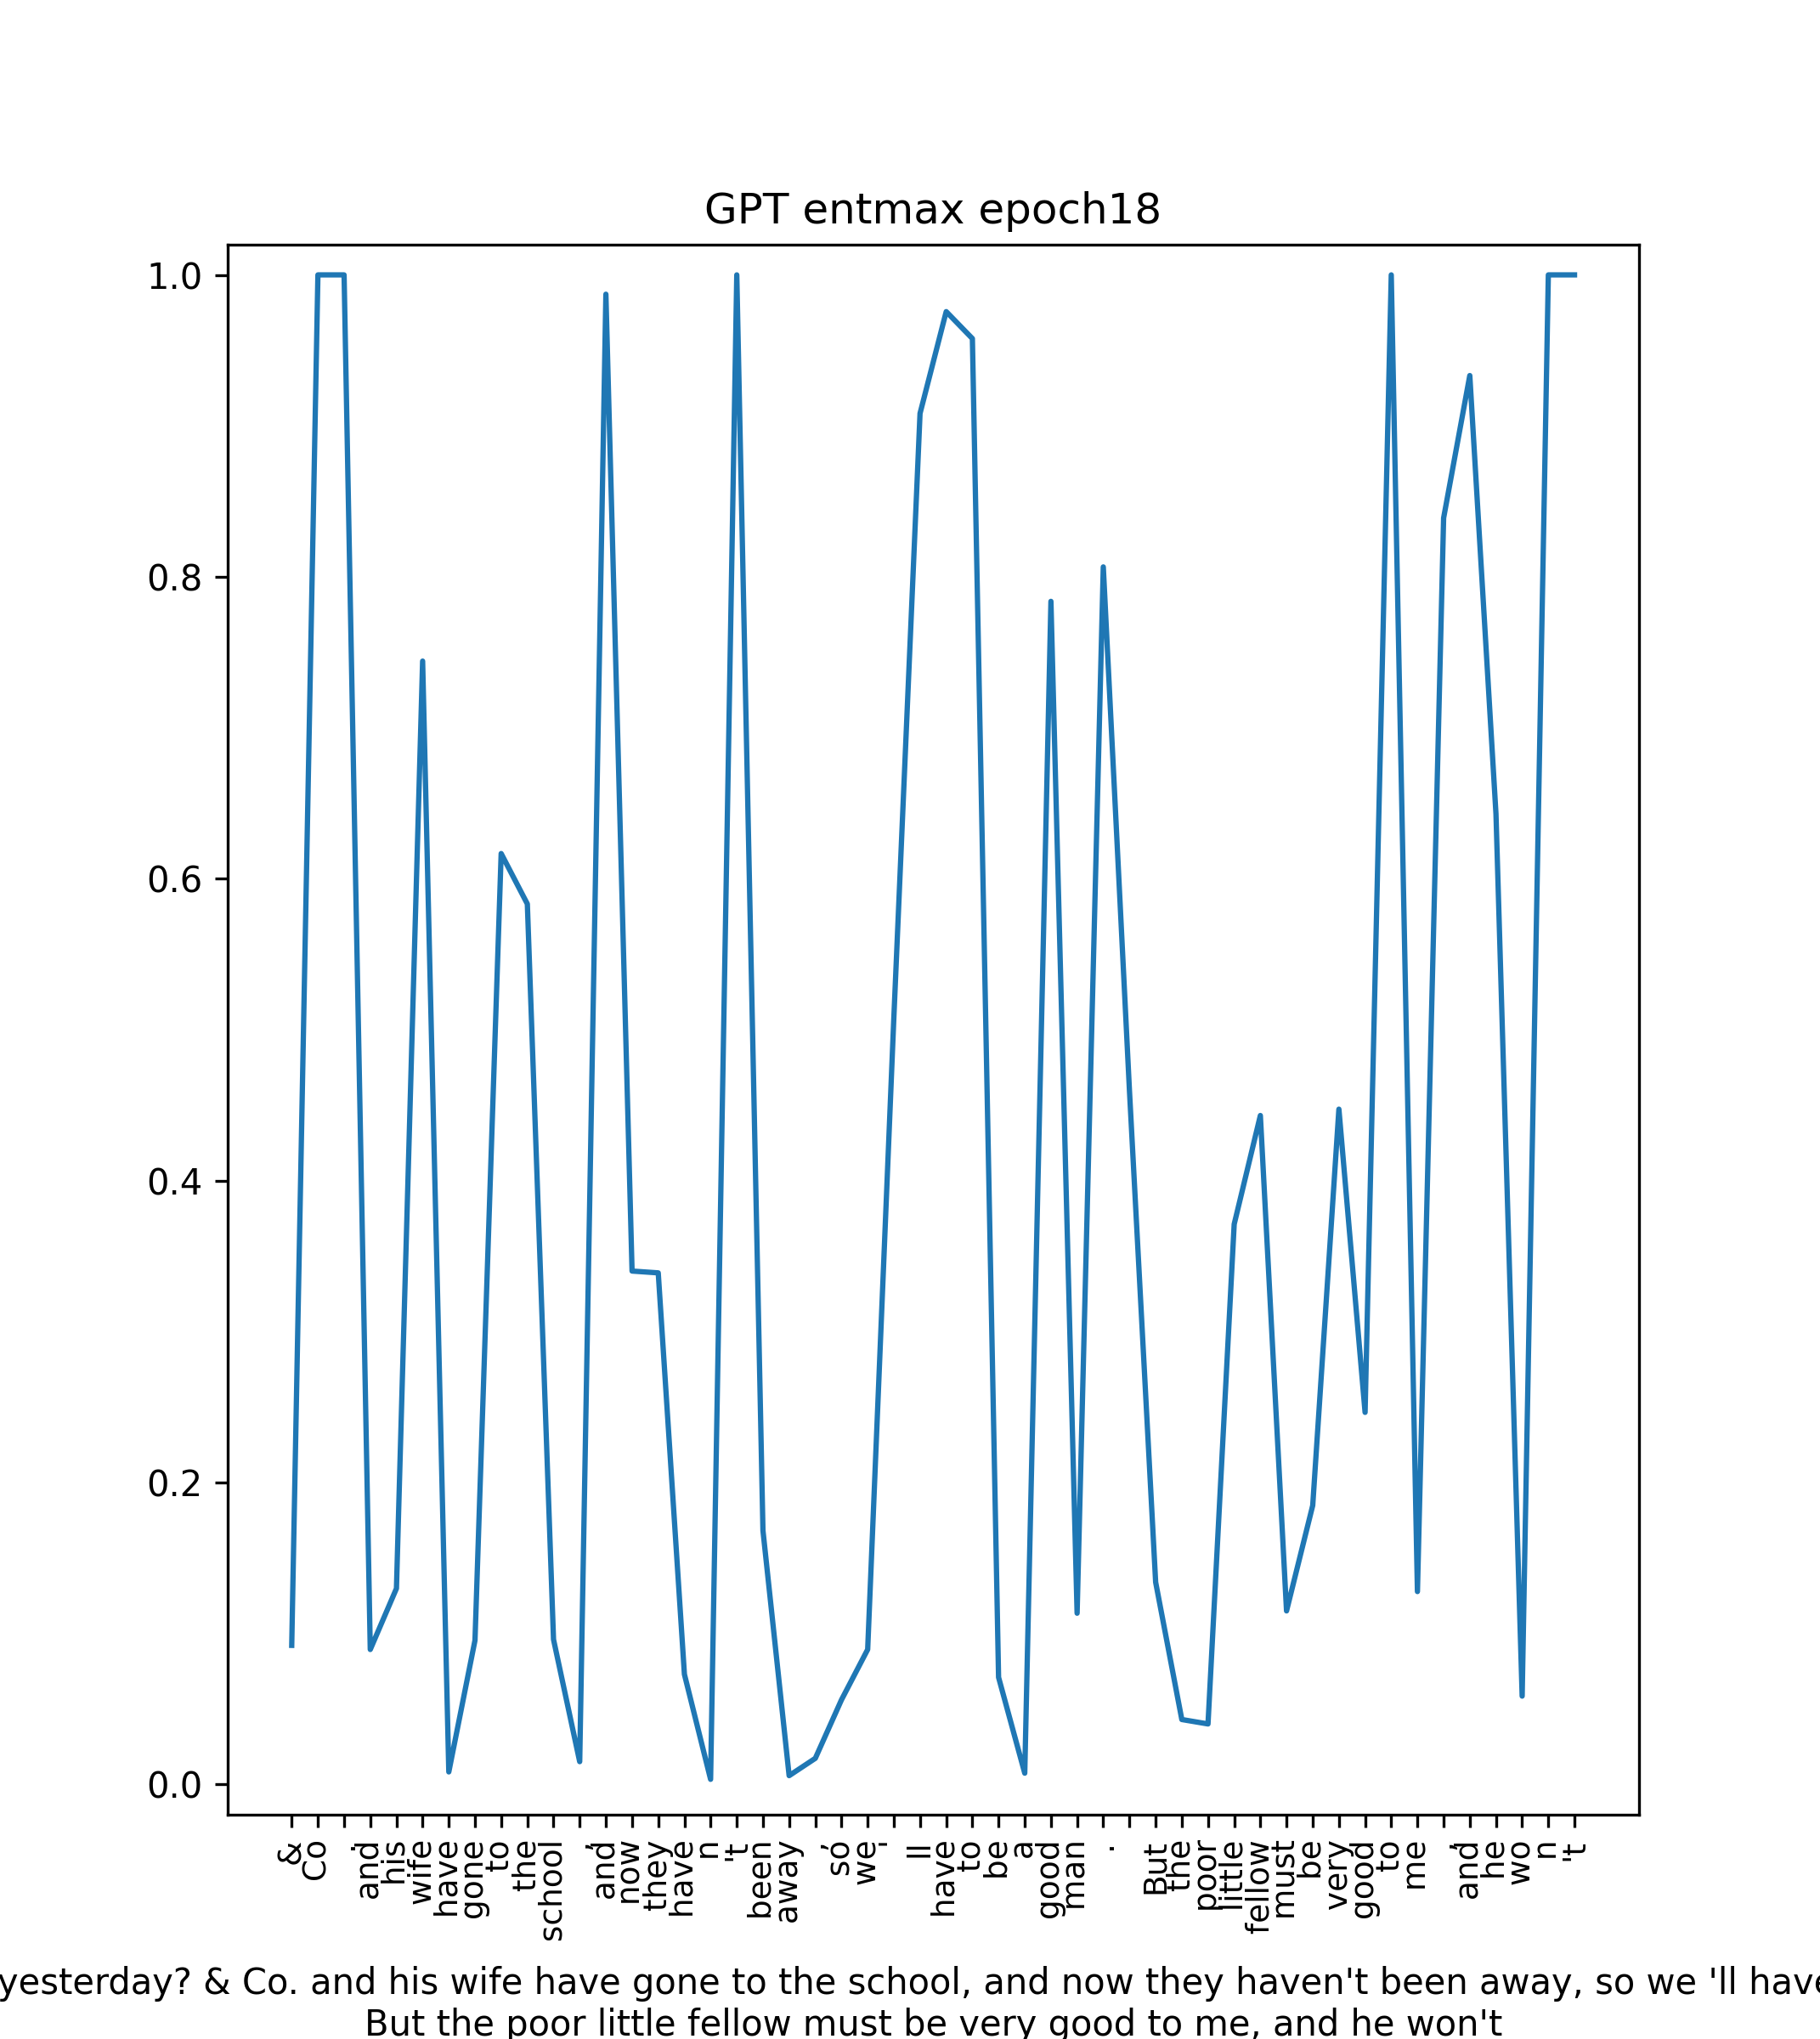 GPT entmax epoch18
1.0
0.8
0.6
0.4
0.2
0.0
&
Co
.
and
his
wife
have
gone
to
the
school
,
and
now
they
have
n
't
been
away
,
so
we
'
ll
have
to
be
a
good
man
.
But
the
poor
little
fellow
must
be
very
good
to
me
,
and
he
wo
n
't
yesterday? & Co. and his wife have gone to the school, and now they haven't been away, so we 'll have
But the poor little fellow must be very good to me, and he won't